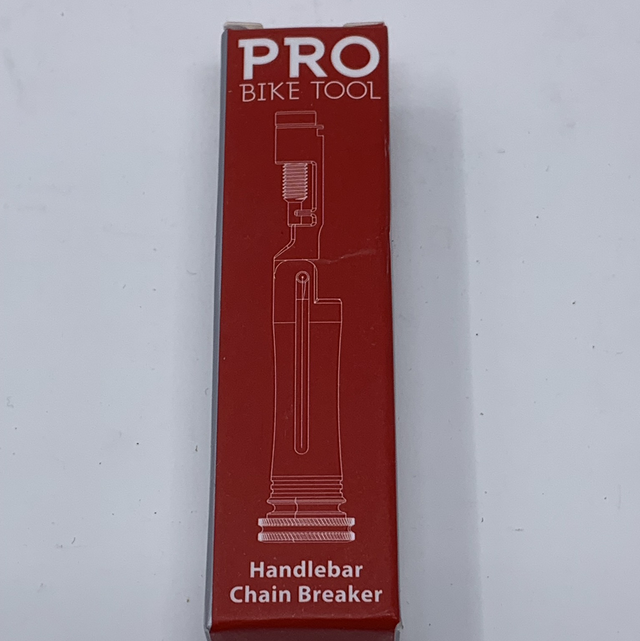 PRO
BIKE TOOL
Handlebar
Chain Breaker